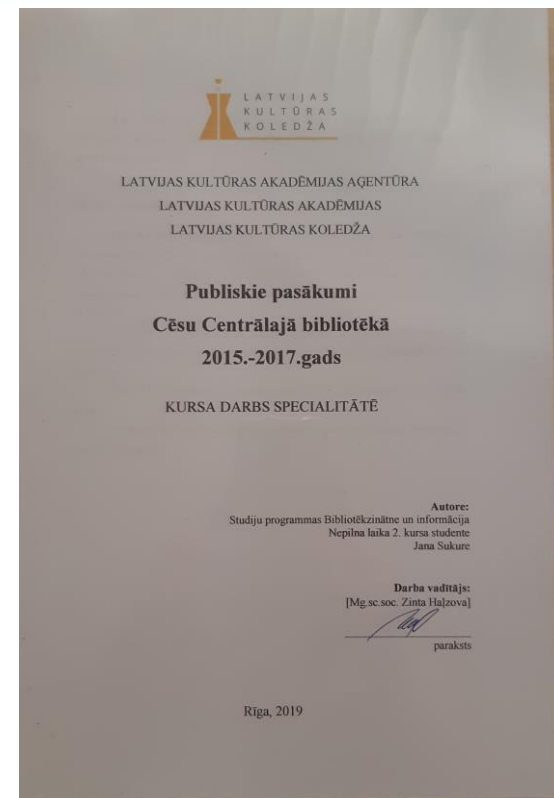 LATVIJAS
KULTŪRAS
KOLEDŽA
LATVIJAS KULTŪRAS AKADĒMIJAS AĢENTŪRA
LATVIJAS KULTŪRAS AKADĒMIJAS
LATVIJAS KULTŪRAS KOLEDŽA
Publiskie pasākumi
Cēsu Centrālajā bibliotēkā
2015.-2017.gads
KURSA DARBS SPECIALITĀTĒ
Autore:
Studiju programmas Bibliotēkzinātne un informācija
Nepilna laika 2. kursa studente
Jana Sukure
Darba vadītājs:
[Mg.sc.soc. Zinta Haļzova]
paraksts
Rīga, 2019